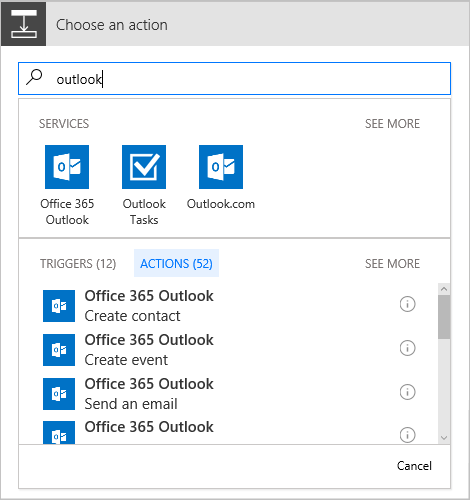 Choose an action
outlook
SERVICES
SEE MORE
Office 365
Outlook
Outlook
Tasks
Outlook.com
TRIGGERS (12)
ACTIONS (52)
SEE MORE
Office 365 Outlook
Create contact
Office 365 Outlook
Create event
Office 365 Outlook
Send an email
Office 365 Outlook
Cancel